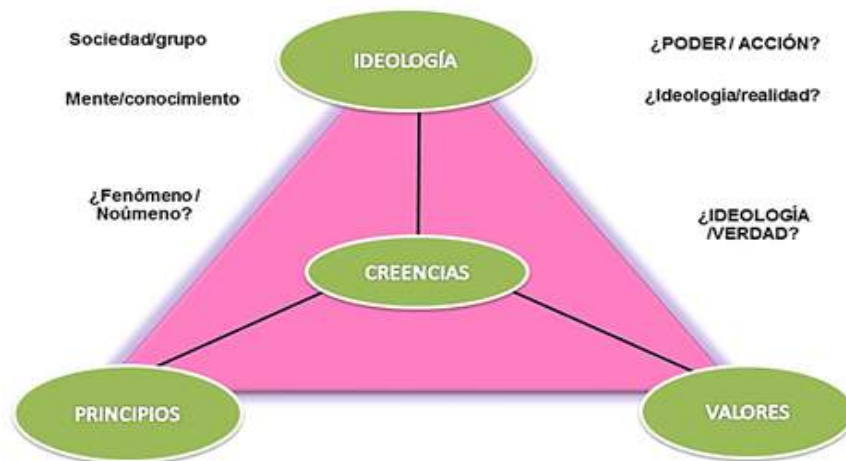 Sociedad/grupo
IDEOLOGÍA
¿PODER / ACCIÓN?
Mente/conocimiento
¿Ideologia/realidad?
¿Fenómeno /
Noúmeno?
¿IDEOLOGÍA
/VERDAD?
CREENCIAS
PRINCIPIOS
VALORES